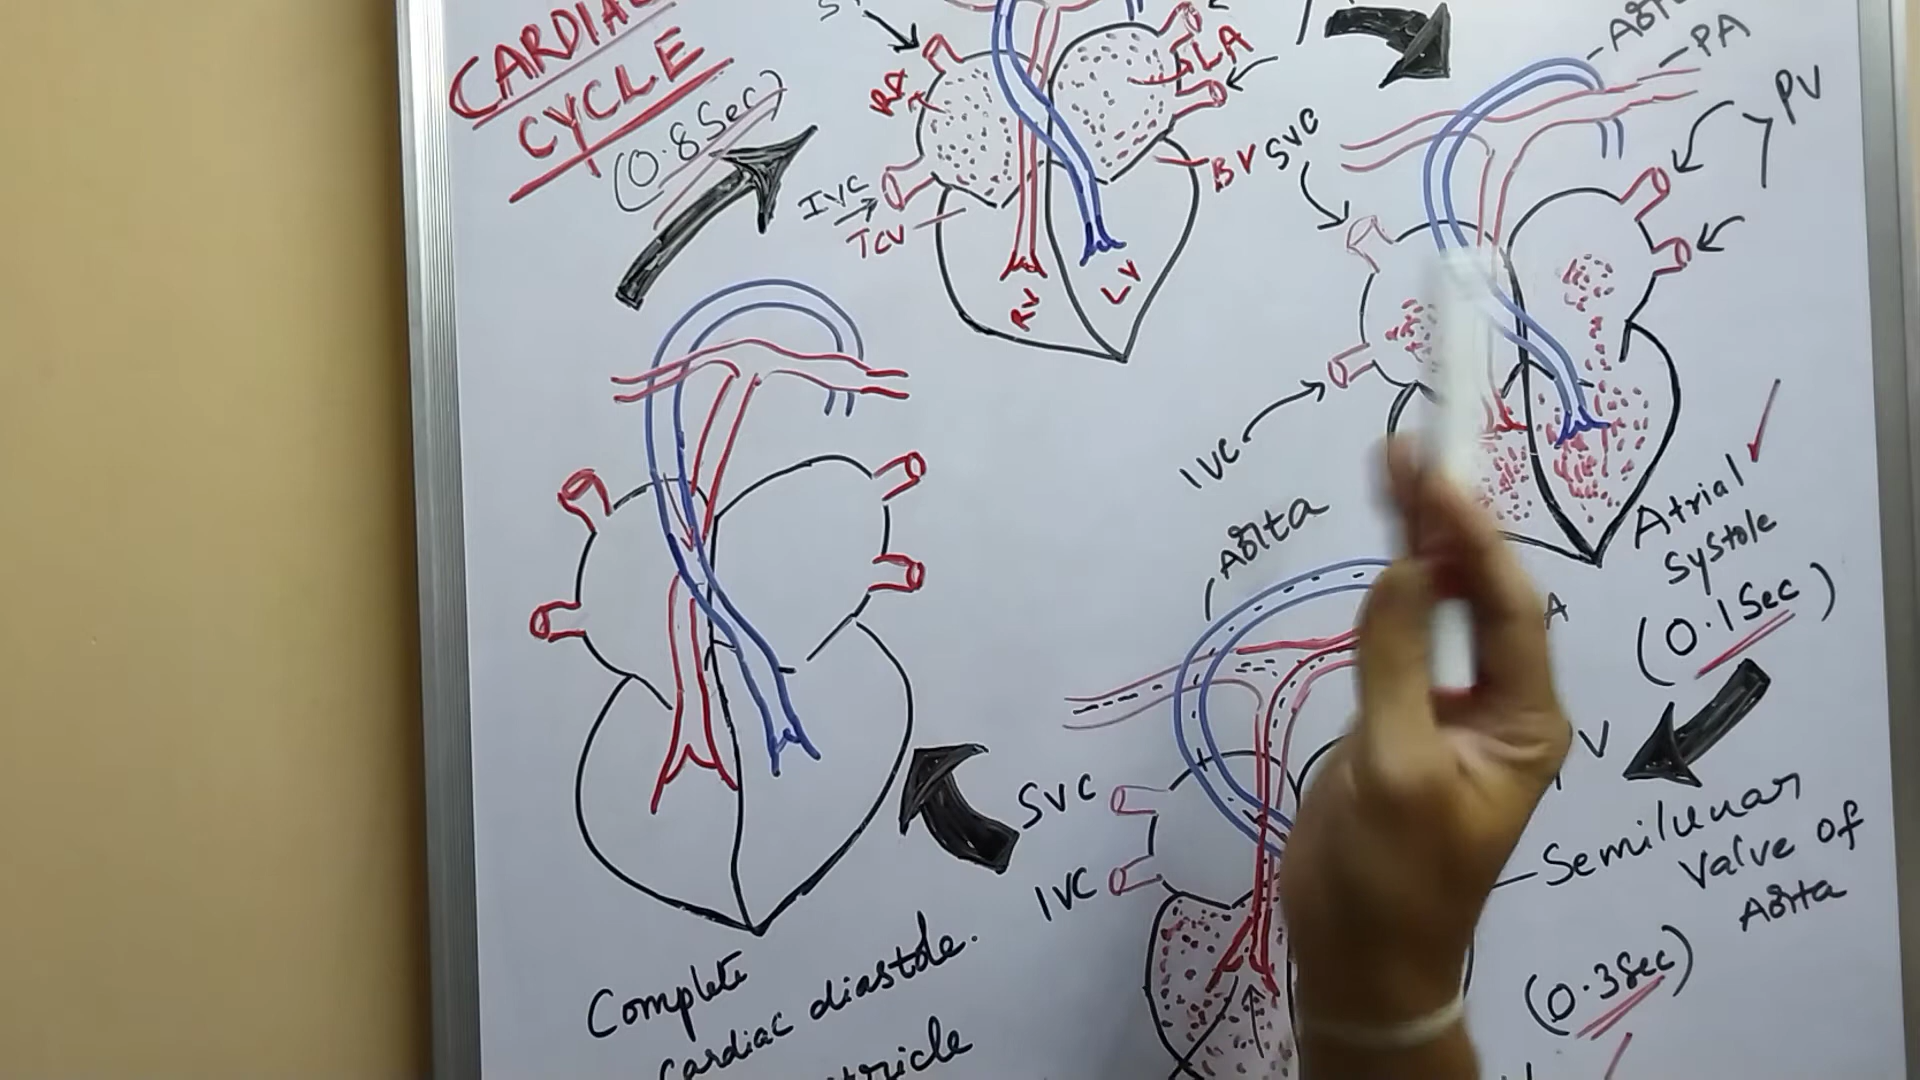 CARDIAC
CYCLE
(0.8 Sec)
RA
LA
IVC
TCV
BV
RV
LV
SVC
PA
PV
IVC
Atrial
Systole
(0.1 Sec)
Aorta
SVC
IVC
V
Semilunar
Valve of
Aorta
(0.3 Sec)
Complete
Cardiac diastole.